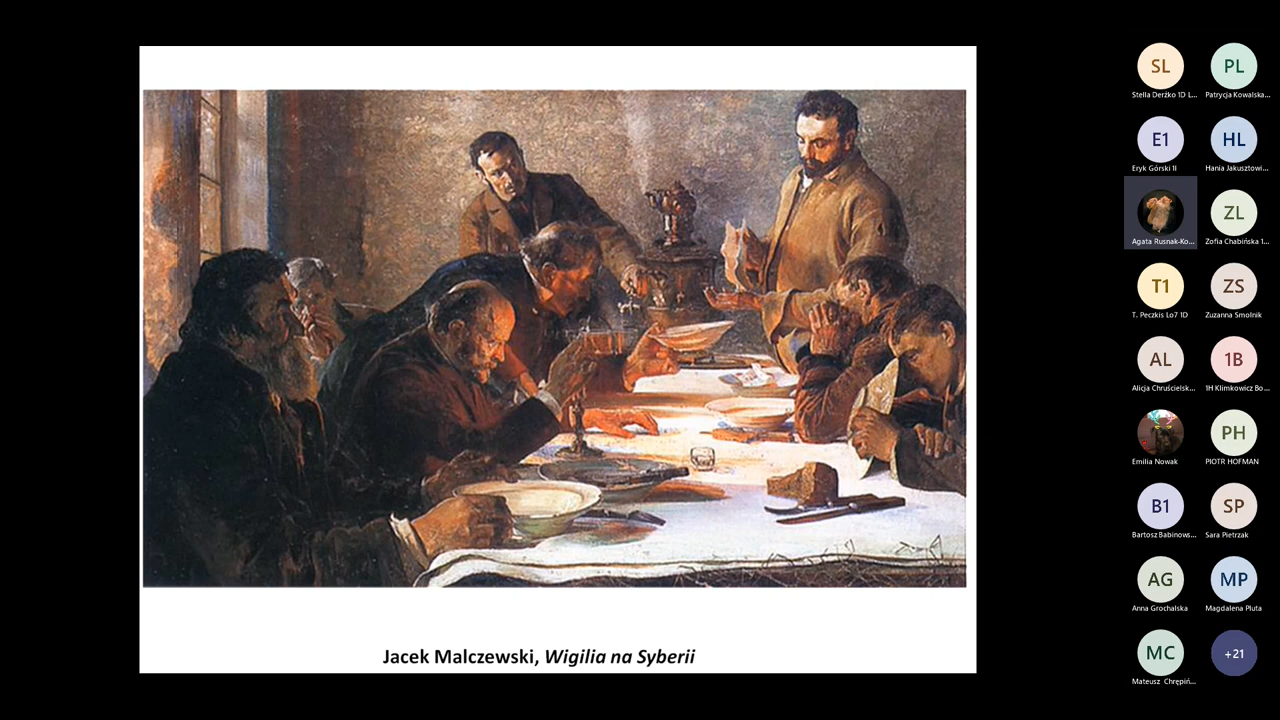 Jacek Malczewski, Wigilia na Syberii
SL
PL
Stella Derżko 1D L...
Patrycja Kowalska...
E1
HL
Eryk Górski 1l
Hania Jakusztowi...
ZL
Agata Rusnak-Ko...
Zofia Chabińska 1...
T1
ZS
T. Peczkis Lo7 1D
Zuzanna Smolnik
AL
1B
Alicja Chruścielsk...
1H Klimkowicz Bo...
PH
Emilia Nowak
PIOTR HOFMAN
B1
SP
Bartosz Babinows...
Sara Pietrzak
AG
MP
Anna Grochalska
Magdalena Pluta
MC
+21
Mateusz Chrępiń...